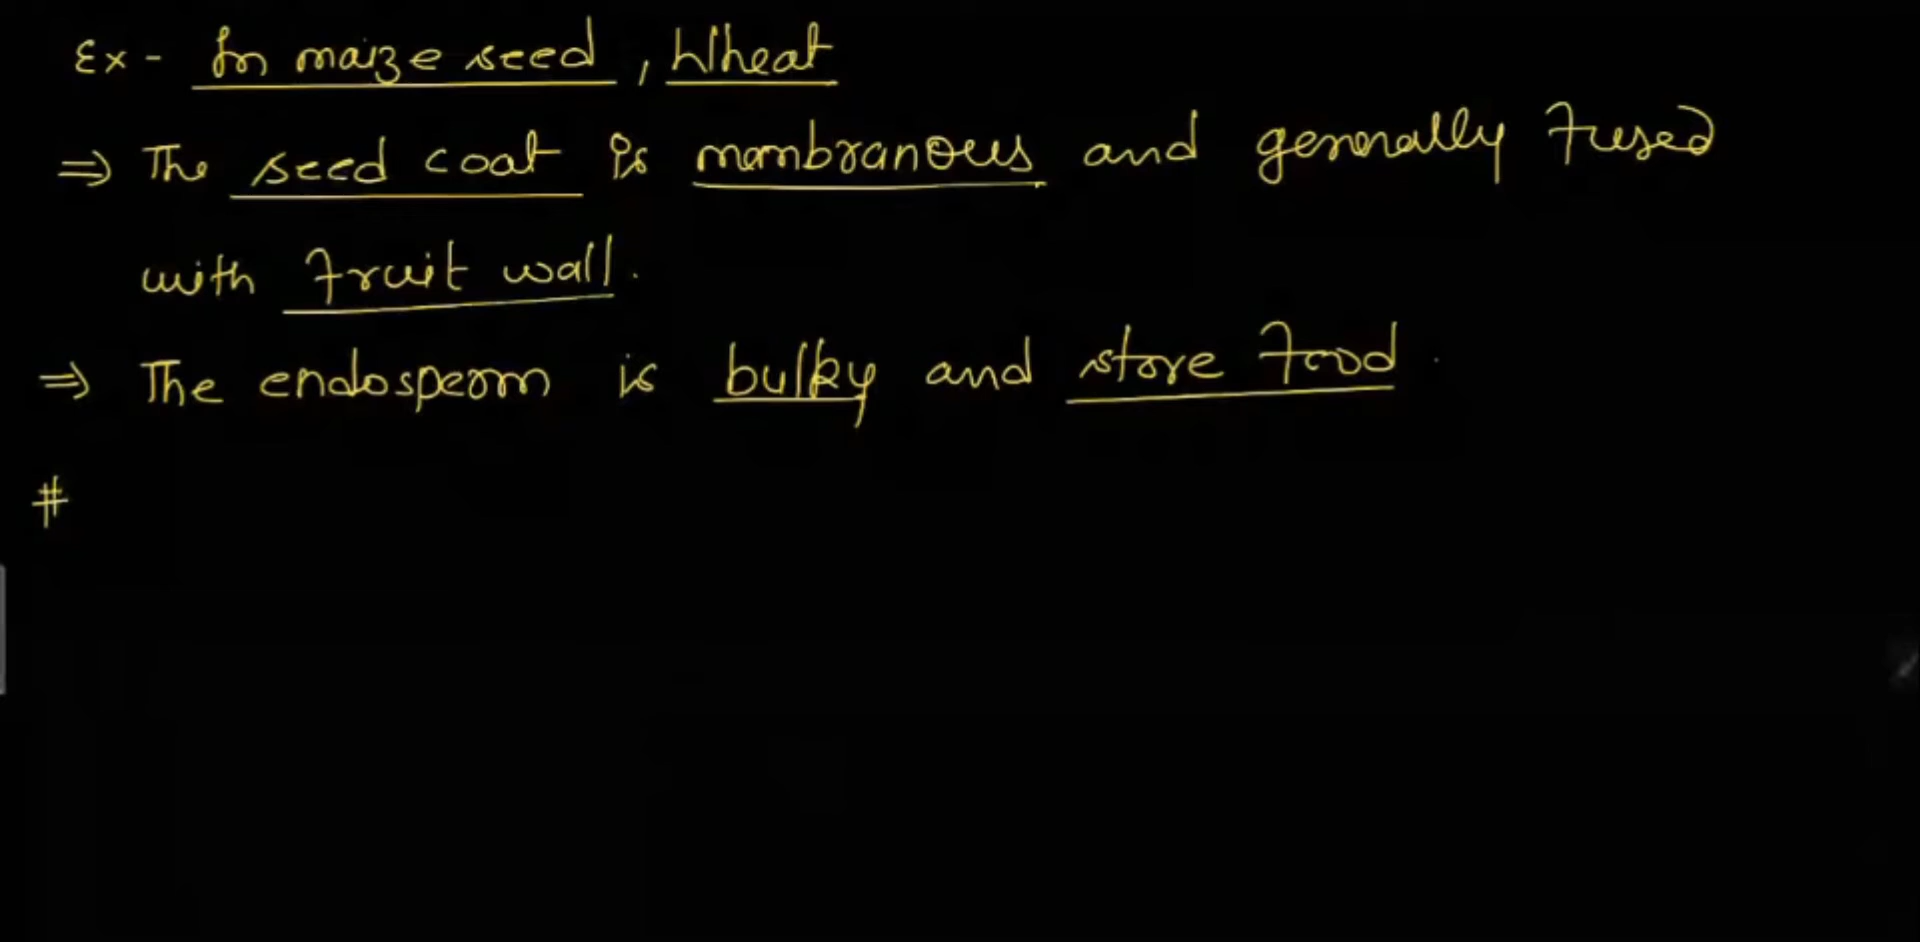 Ex - In maize seed, Wheat
⇒ The seed coat is membranous and generally fused
with fruit wall.
⇒ The endosperm is bulky and store food.
#